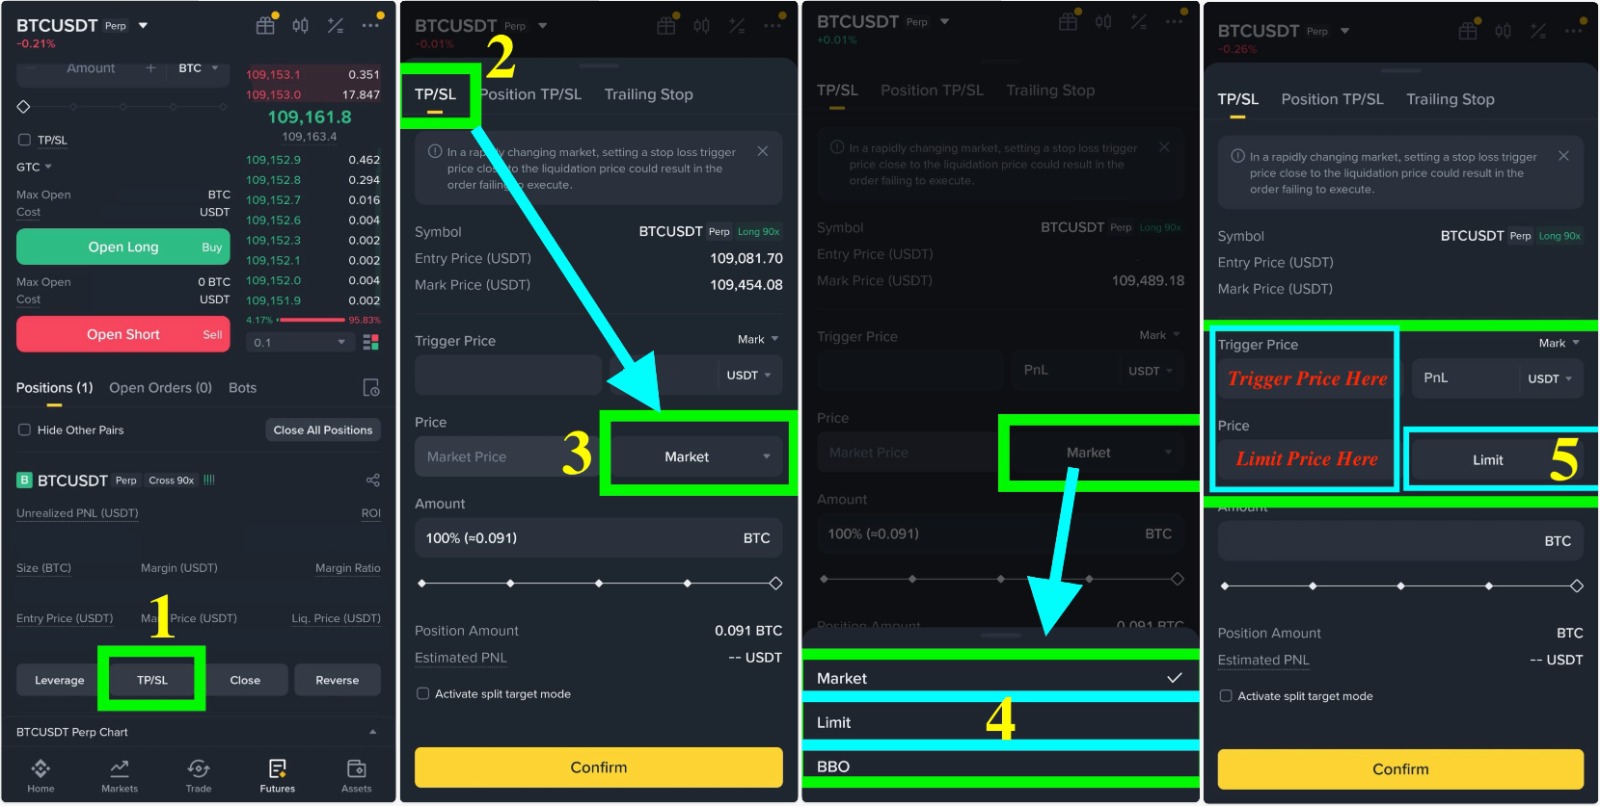 BTCUSDT Perp
-0.21%
Amount + BTC
109,153.1 0.351
109,153.0 17.847
109,161.8
109,163.4
TP/SL
GTC
109,152.9 0.462
109,152.8 0.294
109,152.7 0.016
109,152.6 0.004
109,152.3 0.002
109,152.1 0.002
109,152.0 0.004
109,151.9 0.002
Max Open BTC
Cost USDT
Open Long Buy
Max Open 0 BTC
Cost USDT
Open Short Sell
4.17% 95.83%
0.1
Positions (1) Open Orders (0) Bots
Hide Other Pairs Close All Positions
B BTCUSDT Perp Cross 90x
Unrealized PNL (USDT) ROI
Size (BTC) Margin (USDT) Margin Ratio
1
Entry Price (USDT) Price (USDT) Liq. Price (USDT)
Leverage TP/SL Close Reverse
BTCUSDT Perp Chart
Home Markets Trade Futures Assets
BTCUSDT Perp
-0.01%
2
TP/SL Position TP/SL Trailing Stop
In a rapidly changing market, setting a stop loss trigger
price close to the liquidation price could result in the
order failing to execute.
Symbol BTCUSDT Perp Long 90x
Entry Price (USDT) 109,081.70
Mark Price (USDT) 109,454.08
Trigger Price Mark
USDT
Price
Market Price 3 Market
Amount
100% (≈0.091) BTC
Position Amount 0.091 BTC
Estimated PNL -- USDT
Activate split target mode
Confirm
BTCUSDT Perp
+0.01%
TP/SL Position TP/SL Trailing Stop
In a rapidly changing market, setting a stop loss trigger
price close to the liquidation price could result in the
order failing to execute.
Symbol BTCUSDT Perp Long 90x
Entry Price (USDT)
Mark Price (USDT) 109,489.18
Trigger Price Mark
PnL USDT
Price
Market Price Market
Amount
100% (≈0.091) BTC
Position Amount 0.091 BTC
Market
Limit 4
BBO
BTCUSDT Perp
-0.26%
TP/SL Position TP/SL Trailing Stop
In a rapidly changing market, setting a stop loss trigger
price close to the liquidation price could result in the
order failing to execute.
Symbol BTCUSDT Perp Long 90x
Entry Price (USDT)
Mark Price (USDT)
Trigger Price Mark
Trigger Price Here PnL USDT
Price
Limit Price Here Limit 5
Amount
BTC
Position Amount BTC
Estimated PNL -- USDT
Activate split target mode
Confirm